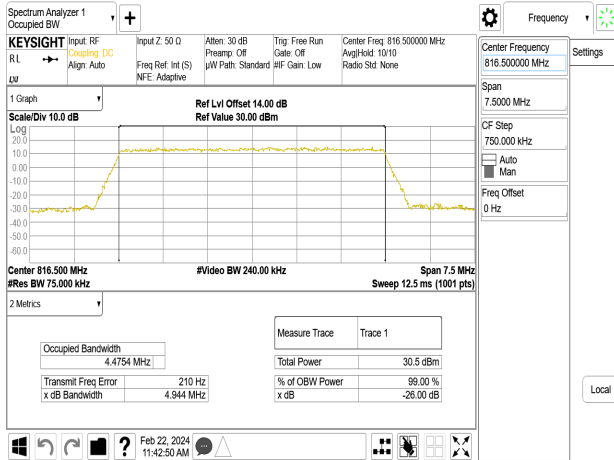 Spectrum Analyzer 1
Occupied BW
Frequency
KEYSIGHT
R L
Input: RF
Coupling: DC
Align: Auto
Input Z: 50 Ω
Freq Ref: Int (S)
NFE: Adaptive
Atten: 30 dB
Preamp: Off
µW Path: Standard
Trig: Free Run
Gate: Off
#IF Gain: Low
Center Freq: 816.500000 MHz
Avg|Hold: 10/10
Radio Std: None
Center Frequency
816.500000 MHz
Settings
Span
7.5000 MHz
CF Step
750.000 kHz
Auto
Man
Freq Offset
0 Hz
Local
1 Graph
Scale/Div 10.0 dB
Ref Lvl Offset 14.00 dB
Ref Value 30.00 dBm
Log
20.0
10.0
0.00
-10.0
-20.0
-30.0
-40.0
-50.0
-60.0
Center 816.500 MHz
#Video BW 240.00 kHz
Span 7.5 MHz
#Res BW 75.000 kHz
Sweep 12.5 ms (1001 pts)
2 Metrics
Measure Trace Trace 1
Occupied Bandwidth
4.4754 MHz
Total Power 30.5 dBm
Transmit Freq Error 210 Hz
% of OBW Power 99.00 %
x dB Bandwidth 4.944 MHz
x dB -26.00 dB
?
Feb 22, 2024
11:42:50 AM